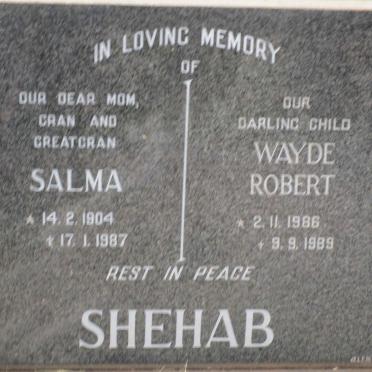 IN LOVING MEMORY
OF
OUR DEAR MOM,
GRAN AND
GREATGRAN
SALMA
* 14. 2. 1904
† 17. 1. 1987
OUR
DARLING CHILD
WAYDE
ROBERT
* 2. 11. 1986
† 9. 9. 1989
REST IN PEACE
SHEHAB